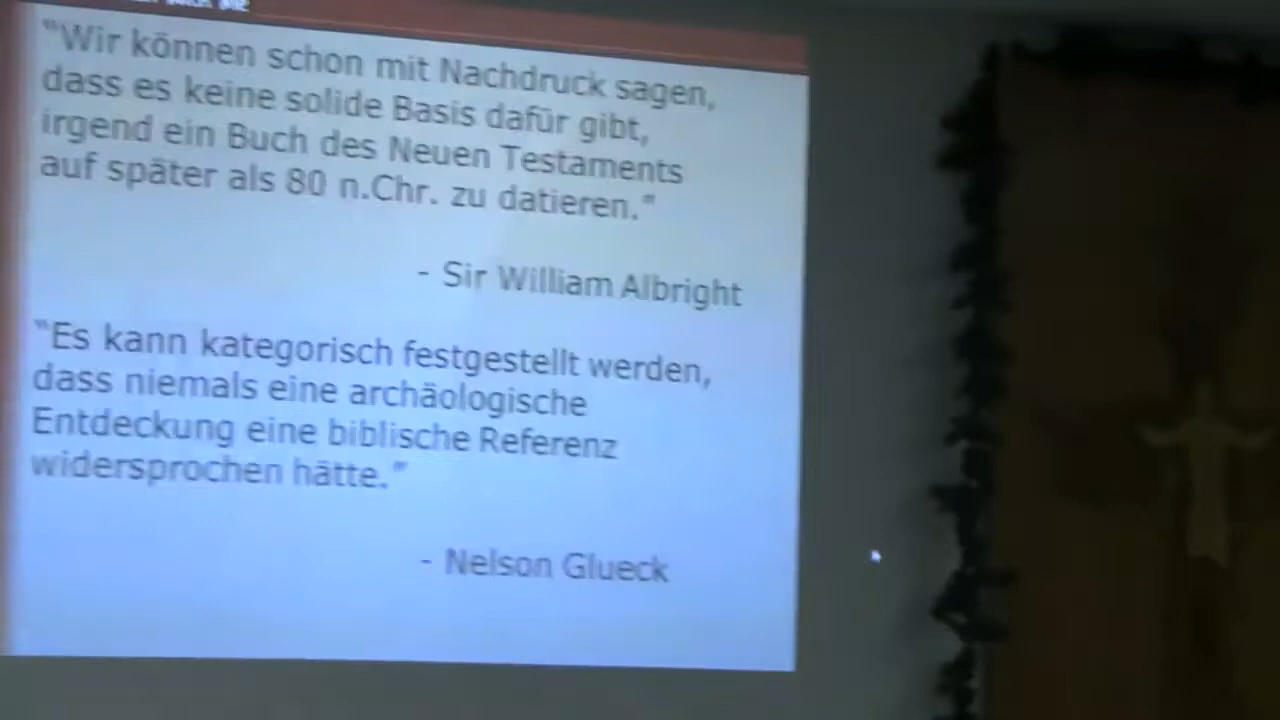 "Wir können schon mit Nachdruck sagen,
dass es keine solide Basis dafür gibt,
irgend ein Buch des Neuen Testaments
auf später als 80 n.Chr. zu datieren."
- Sir William Albright
"Es kann kategorisch festgestellt werden,
dass niemals eine archäologische
Entdeckung eine biblische Referenz
widersprochen hätte."
- Nelson Glueck